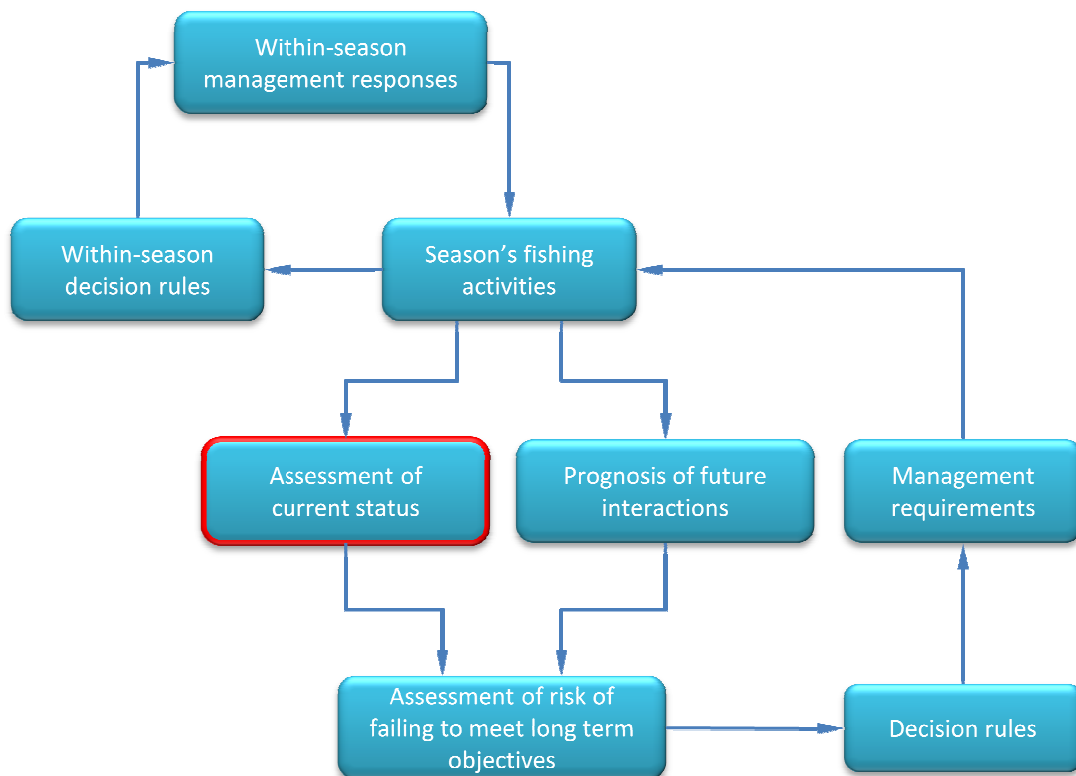 Within-season
management responses
Within-season
decision rules
Season’s fishing
activities
Assessment of
current status
Prognosis of future
interactions
Management
requirements
Assessment of risk of
failing to meet long term
objectives
Decision rules